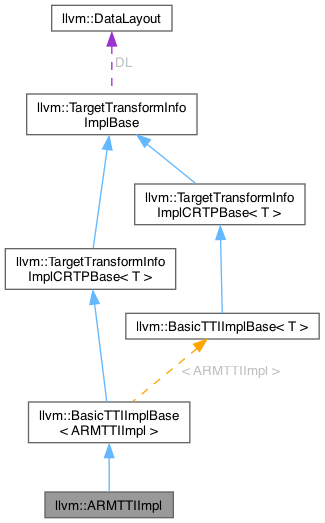 llvm::DataLayout
DL
llvm::TargetTransformInfo
ImplBase
llvm::TargetTransformInfo
ImplCRTPBase< T >
llvm::TargetTransformInfo
ImplCRTPBase< T >
llvm::BasicTTIImplBase< T >
< ARMTTIImpl >
llvm::BasicTTIImplBase
< ARMTTIImpl >
llvm::ARMTTIImpl